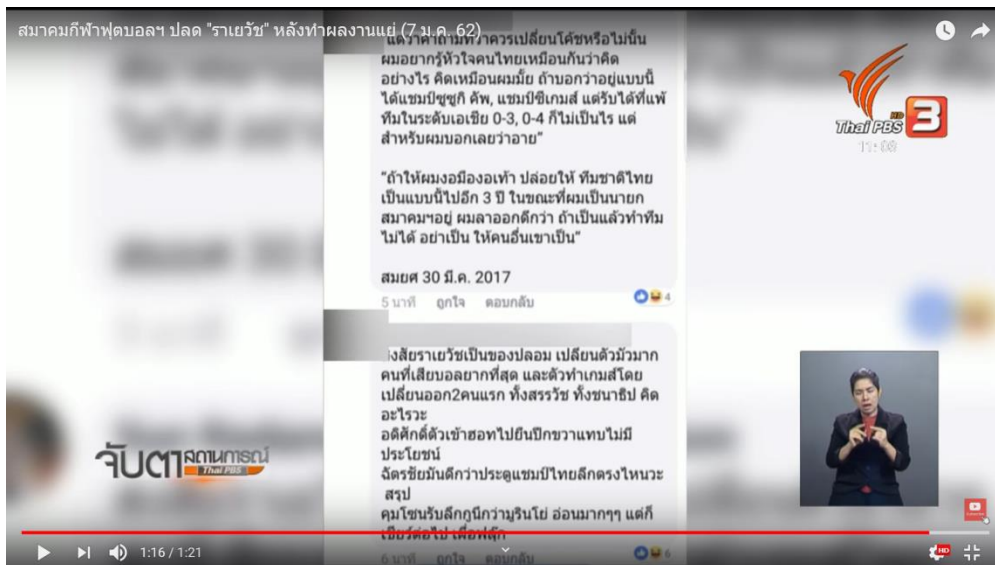 สมาคมกีฬาฟุตบอลฯ ปลด "ราเยวัช" หลังทำผลงานแย่ (7 ม.ค. 62)
ผมอยากรู้หัวใจคนไทยเหมือนกันว่าคิด
อย่างไร คิดเหมือนผมมั้ย ถ้าบอกว่าอยู่แบบนี้
ได้แชมป์ซูซูกิ คัพ, แชมป์ซีเกมส์ แต่รับได้ที่แพ้
ทีมในระดับเอเชีย 0-3, 0-4 ก็ไม่เป็นไร แต่
สำหรับผมบอกเลยว่าอาย"
"ถ้าให้ผมงอมืองอเท้า ปล่อยให้ ทีมชาติไทย
เป็นแบบนี้ไปอีก 3 ปี ในขณะที่ผมเป็นนายก
สมาคมฯอยู่ ผมลาออกดีกว่า ถ้าเป็นแล้วทำทีม
ไม่ได้ อย่าเป็น ให้คนอื่นเขาเป็น"
สมยศ 30 มี.ค. 2017
5 นาที ถูกใจ ตอบกลับ 4
งสัยราเยวัชเป็นของปลอม เปลี่ยนตัวมั่วมาก
คนที่เสียบอลยากที่สุด และตัวทำเกมส์โดย
เปลี่ยนออก2คนแรก ทั้งสรรวัช ทั้งชนาธิป คิด
อะไรวะ
อดิศักดิ์ตัวเข้าฮอทไปยืนปีกขวาแทบไม่มี
ประโยชน์
ฉัตรชัยมันดีกว่าประตูแชมป์ไทยลีกตรงไหนวะ
สรุป
คุมโซนรับลึกกูนึกว่ามูรินโย่ อ่อนมากๆๆ แต่ก็
6 นาที ถูกใจ ตอบกลับ 6
Thai PBS HD 3
11:08
จับตาสถานการณ์
Thai PBS
1:16 / 1:21
HD